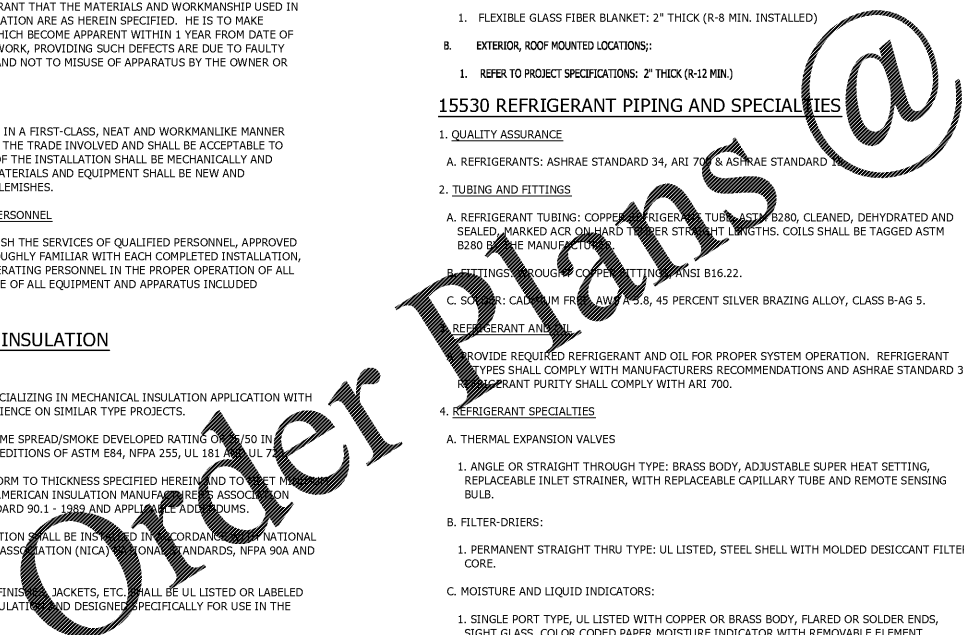 RANT THAT THE MATERIALS AND WORKMANSHIP USED IN
ATION ARE AS HEREIN SPECIFIED. HE IS TO MAKE
HICH BECOME APPARENT WITHIN 1 YEAR FROM DATE OF
WORK, PROVIDING SUCH DEFECTS ARE DUE TO FAULTY
AND NOT TO MISUSE OF APPARATUS BY THE OWNER OR
IN A FIRST-CLASS, NEAT AND WORKMANLIKE MANNER
THE TRADE INVOLVED AND SHALL BE ACCEPTABLE TO
OF THE INSTALLATION SHALL BE MECHANICALLY AND
ATERIALS AND EQUIPMENT SHALL BE NEW AND
LEMISHES.
ERSONNEL
SH THE SERVICES OF QUALIFIED PERSONNEL, APPROVED
OUGHLY FAMILIAR WITH EACH COMPLETED INSTALLATION,
ERATING PERSONNEL IN THE PROPER OPERATION OF ALL
E OF ALL EQUIPMENT AND APPARATUS INCLUDED
INSULATION
CIALIZING IN MECHANICAL INSULATION APPLICATION WITH
IENCE ON SIMILAR TYPE PROJECTS.
ME SPREAD/SMOKE DEVELOPED RATING OF 25/50 IN
EDITIONS OF ASTM E84, NFPA 255, UL 181 AND UL
ORM TO THICKNESS SPECIFIED HEREIN AND TO MEET MINIMUM
AMERICAN INSULATION MANUFACTURER'S ASSOCIATION
DARD 90.1 - 1989 AND APPLICABLE ADDENDUMS.
TION SHALL BE INSTALLED IN ACCORDANCE WITH NATIONAL
ASSOCIATION (NICA) NATIONAL STANDARDS, NFPA 90A AND
FINISHES, JACKETS, ETC. SHALL BE UL LISTED OR LABELED
ULATION AND DESIGNED SPECIFICALLY FOR USE IN THE
1. FLEXIBLE GLASS FIBER BLANKET: 2" THICK (R-8 MIN. INSTALLED)
B. EXTERIOR, ROOF MOUNTED LOCATIONS;:
1. REFER TO PROJECT SPECIFICATIONS: 2" THICK (R-12 MIN.)
15530 REFRIGERANT PIPING AND SPECIALTIES
1. QUALITY ASSURANCE
A. REFRIGERANTS: ASHRAE STANDARD 34, ARI 700 & ASHRAE STANDARD
2. TUBING AND FITTINGS
A. REFRIGERANT TUBING: COPPER REFRIGERANT TUBE, ASTM B280, CLEANED, DEHYDRATED AND
SEALED, MARKED ACR ON HARD TEMPER STRAIGHT LENGTHS. COILS SHALL BE TAGGED ASTM
B280 BY THE MANUFACTURER.
B. FITTINGS: WROUGHT COPPER FITTINGS, ANSI B16.22.
C. SOLDER: CADMIUM FREE, AWS A 5.8, 45 PERCENT SILVER BRAZING ALLOY, CLASS B-AG 5.
3. REFRIGERANT AND OIL
A. PROVIDE REQUIRED REFRIGERANT AND OIL FOR PROPER SYSTEM OPERATION. REFRIGERANT
TYPES SHALL COMPLY WITH MANUFACTURERS RECOMMENDATIONS AND ASHRAE STANDARD 3
REFRIGERANT PURITY SHALL COMPLY WITH ARI 700.
4. REFRIGERANT SPECIALTIES
A. THERMAL EXPANSION VALVES
1. ANGLE OR STRAIGHT THROUGH TYPE: BRASS BODY, ADJUSTABLE SUPER HEAT SETTING,
REPLACEABLE INLET STRAINER, WITH REPLACEABLE CAPILLARY TUBE AND REMOTE SENSING
BULB.
B. FILTER-DRIERS:
1. PERMANENT STRAIGHT THRU TYPE: UL LISTED, STEEL SHELL WITH MOLDED DESICCANT FILTER
CORE.
C. MOISTURE AND LIQUID INDICATORS:
1. SINGLE PORT TYPE, UL LISTED WITH COPPER OR BRASS BODY, FLARED OR SOLDER ENDS,
SIGHT GLASS, COLOR CODED PAPER MOISTURE INDICATOR WITH REMOVABLE ELEMENT
Order Plans @